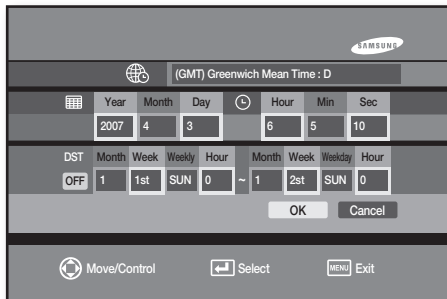 SAMSUNG
(GMT) Greenwich Mean Time : D
Year Month Day Hour Min Sec
2007 4 3 6 5 10
DST Month Week Weekly Hour Month Week Weekday Hour
OFF 1 1st SUN 0 ~ 1 2st SUN 0
OK Cancel
Move/Control Select MENU Exit